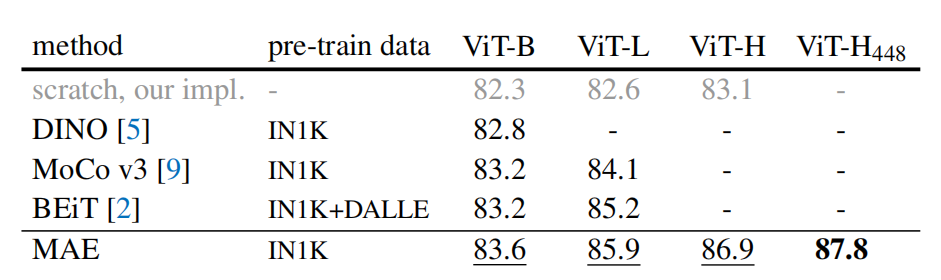 method pre-train data ViT-B ViT-L ViT-H ViT-H448
scratch, our impl. - 82.3 82.6 83.1 -
DINO [5] IN1K 82.8 - - -
MoCo v3 [9] IN1K 83.2 84.1 - -
BEiT [2] IN1K+DALLE 83.2 85.2 - -
MAE IN1K 83.6 85.9 86.9 87.8